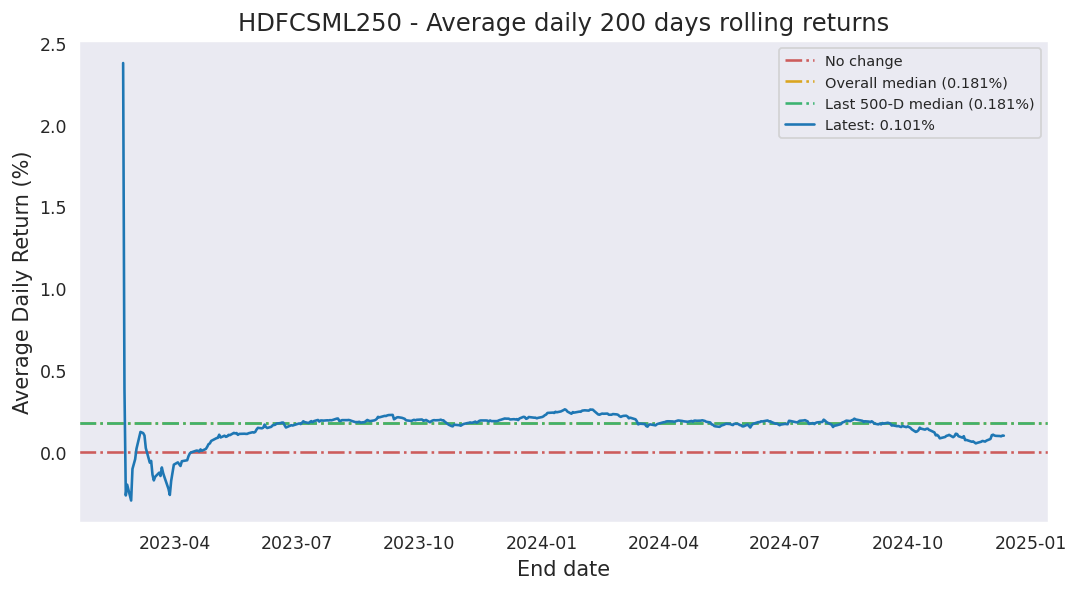 HDFCSML250 - Average daily 200 days rolling returns
No change
Overall median (0.181%)
Last 500-D median (0.181%)
Latest: 0.101%
Average Daily Return (%)
2.5
2.0
1.5
1.0
0.5
0.0
2023-04 2023-07 2023-10 2024-01 2024-04 2024-07 2024-10 2025-01
End date